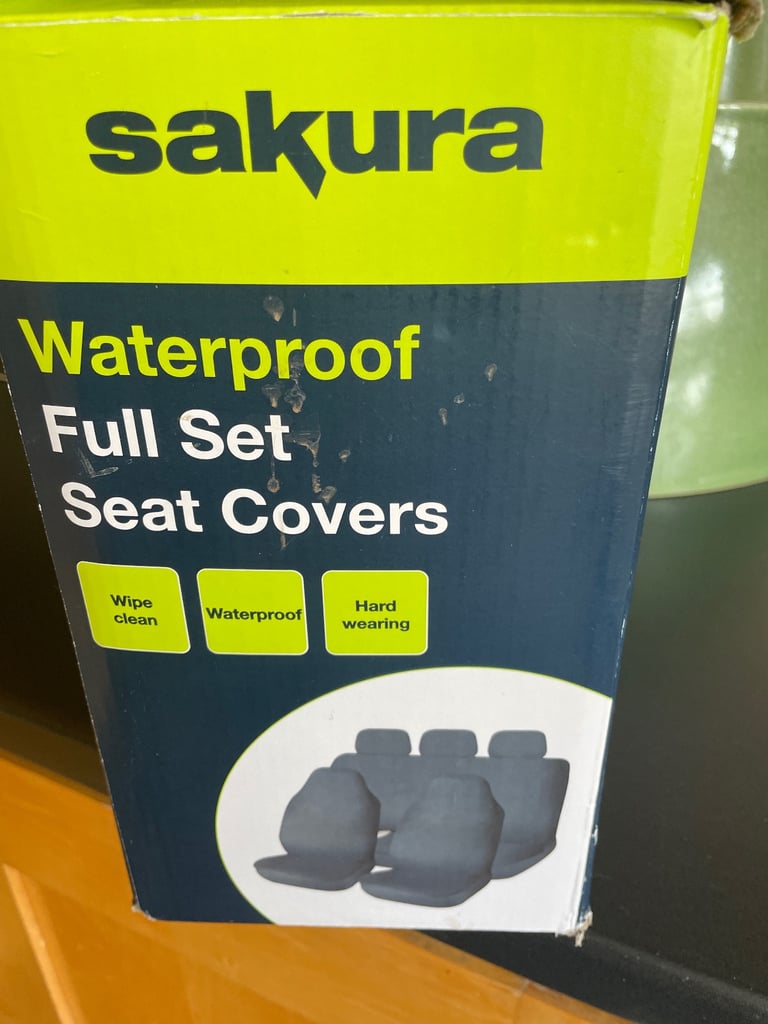 sakura
Waterproof
Full Set
Seat Covers
Wipe
clean
Waterproof
Hard
wearing